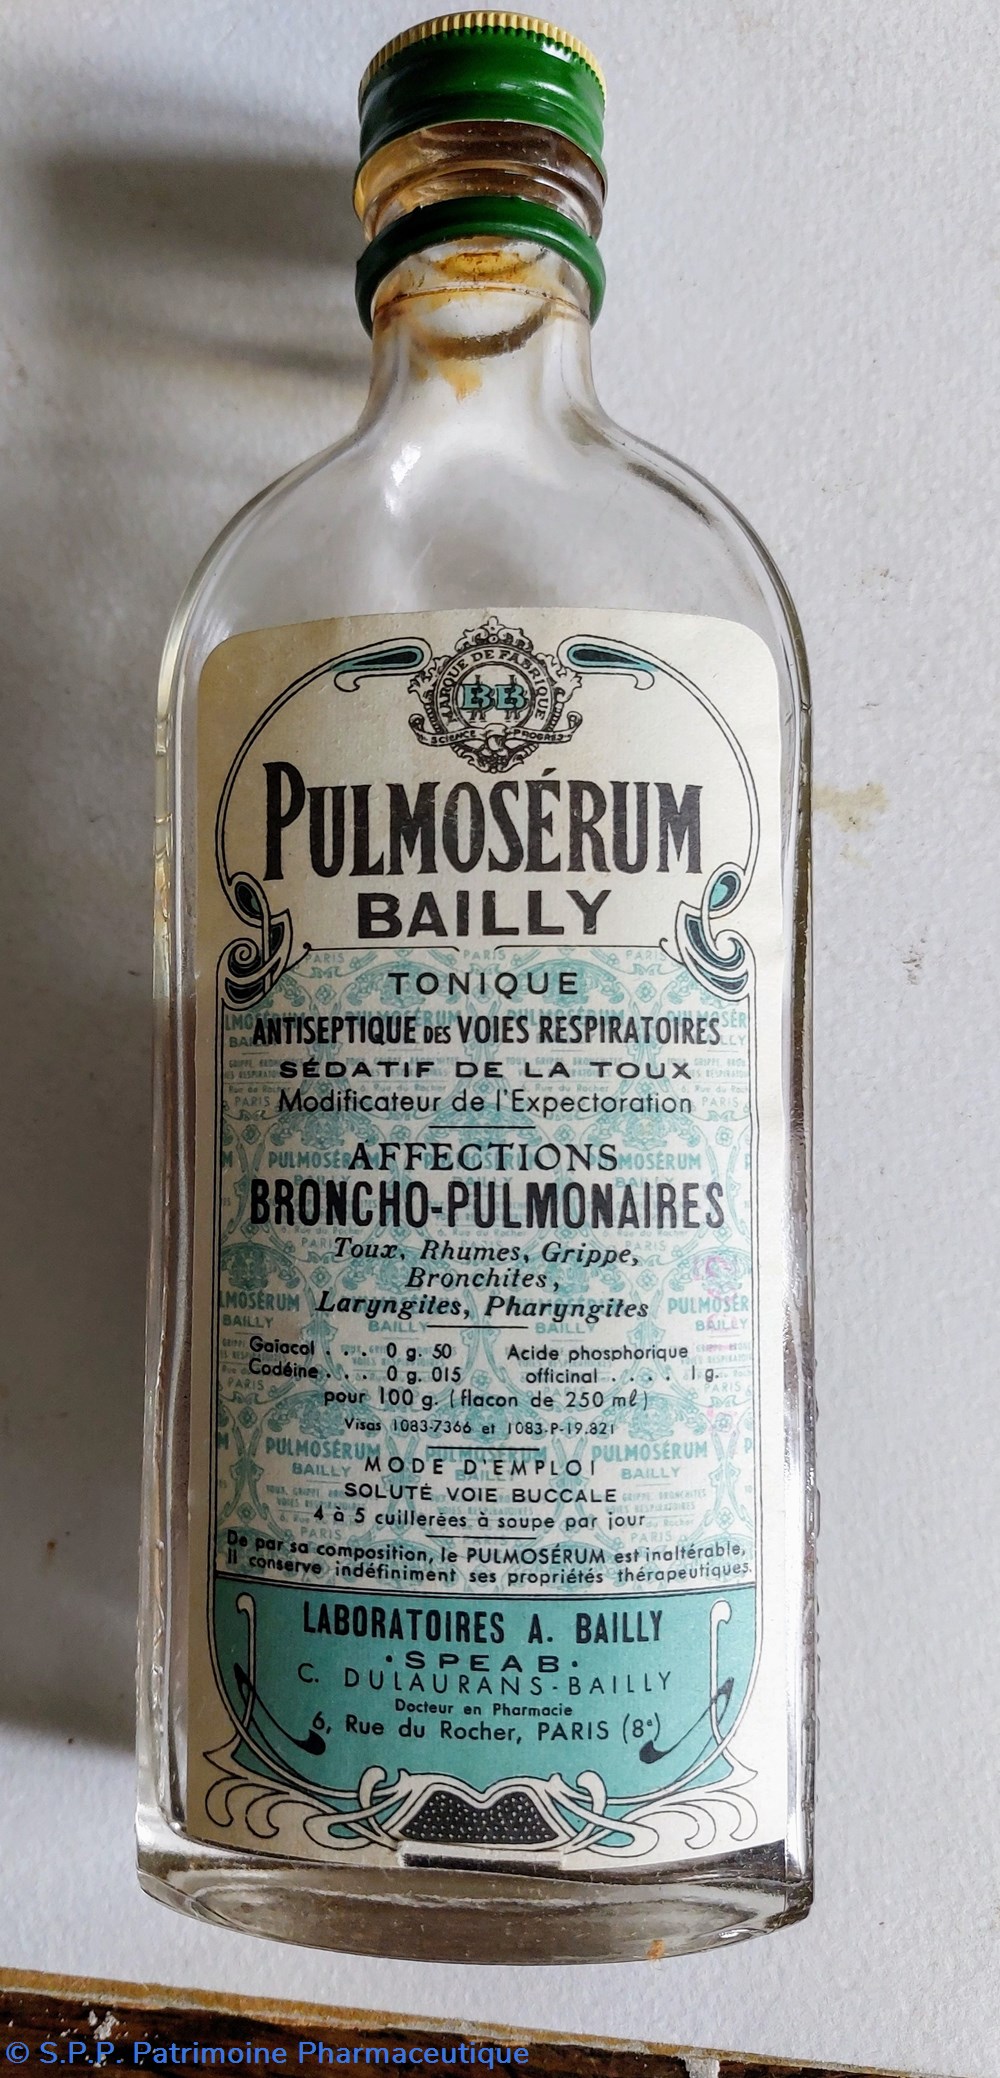 MARQUE DE FABRIQUE
BB
SCIENCE PROGRÈS
PULMOSÉRUM
BAILLY
TONIQUE
ANTISEPTIQUE DES VOIES RESPIRATOIRES
SÉDATIF DE LA TOUX
Modificateur de l'Expectoration
AFFECTIONS
BRONCHO-PULMONAIRES
Toux, Rhumes, Grippe,
Bronchites,
Laryngites, Pharyngites
Gaïacol . . . 0 g. 50 Acide phosphorique
Codéine . . . 0 g. 015 officinal . . . . 1 g.
pour 100 g. (flacon de 250 ml)
Visas 1083-7366 et 1083-P-19.821
MODE D'EMPLOI
SOLUTÉ VOIE BUCCALE
4 à 5 cuillerées à soupe par jour
De par sa composition, le PULMOSÉRUM est inaltérable,
Il conserve indéfiniment ses propriétés thérapeutiques.
LABORATOIRES A. BAILLY
·SPEAB·
C. DULAURANS-BAILLY
Docteur en Pharmacie
6, Rue du Rocher, PARIS (8e)
© S.P.P. Patrimoine Pharmaceutique